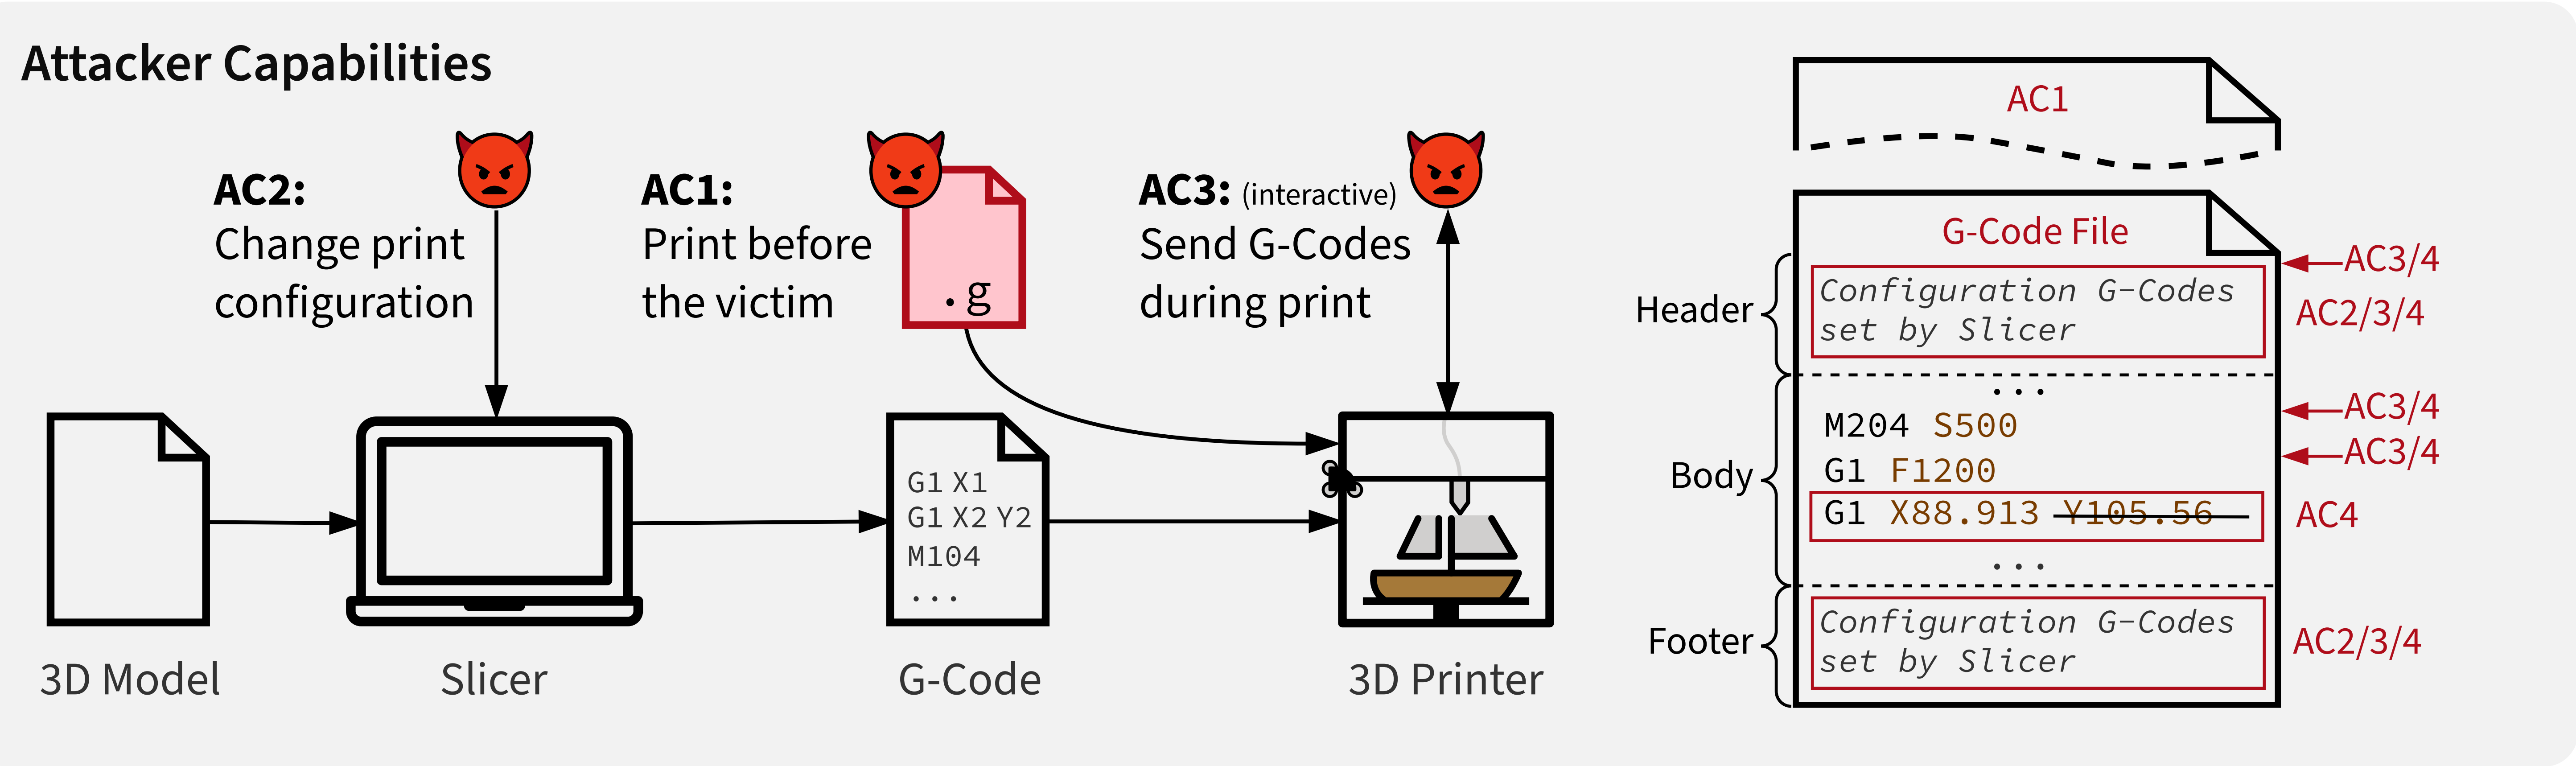 Attacker Capabilities
AC2:
Change print
configuration
AC1:
Print before
the victim
.g
AC3: (interactive)
Send G-Codes
during print
G1 X1
G1 X2 Y2
M104
...
3D Model
Slicer
G-Code
3D Printer
AC1
G-Code File
Header
Configuration G-Codes
set by Slicer
AC3/4
AC2/3/4
Body
...
M204 S500
G1 F1200
G1 X88.913 Y105.56
...
AC3/4
AC3/4
AC4
Footer
Configuration G-Codes
set by Slicer
AC2/3/4